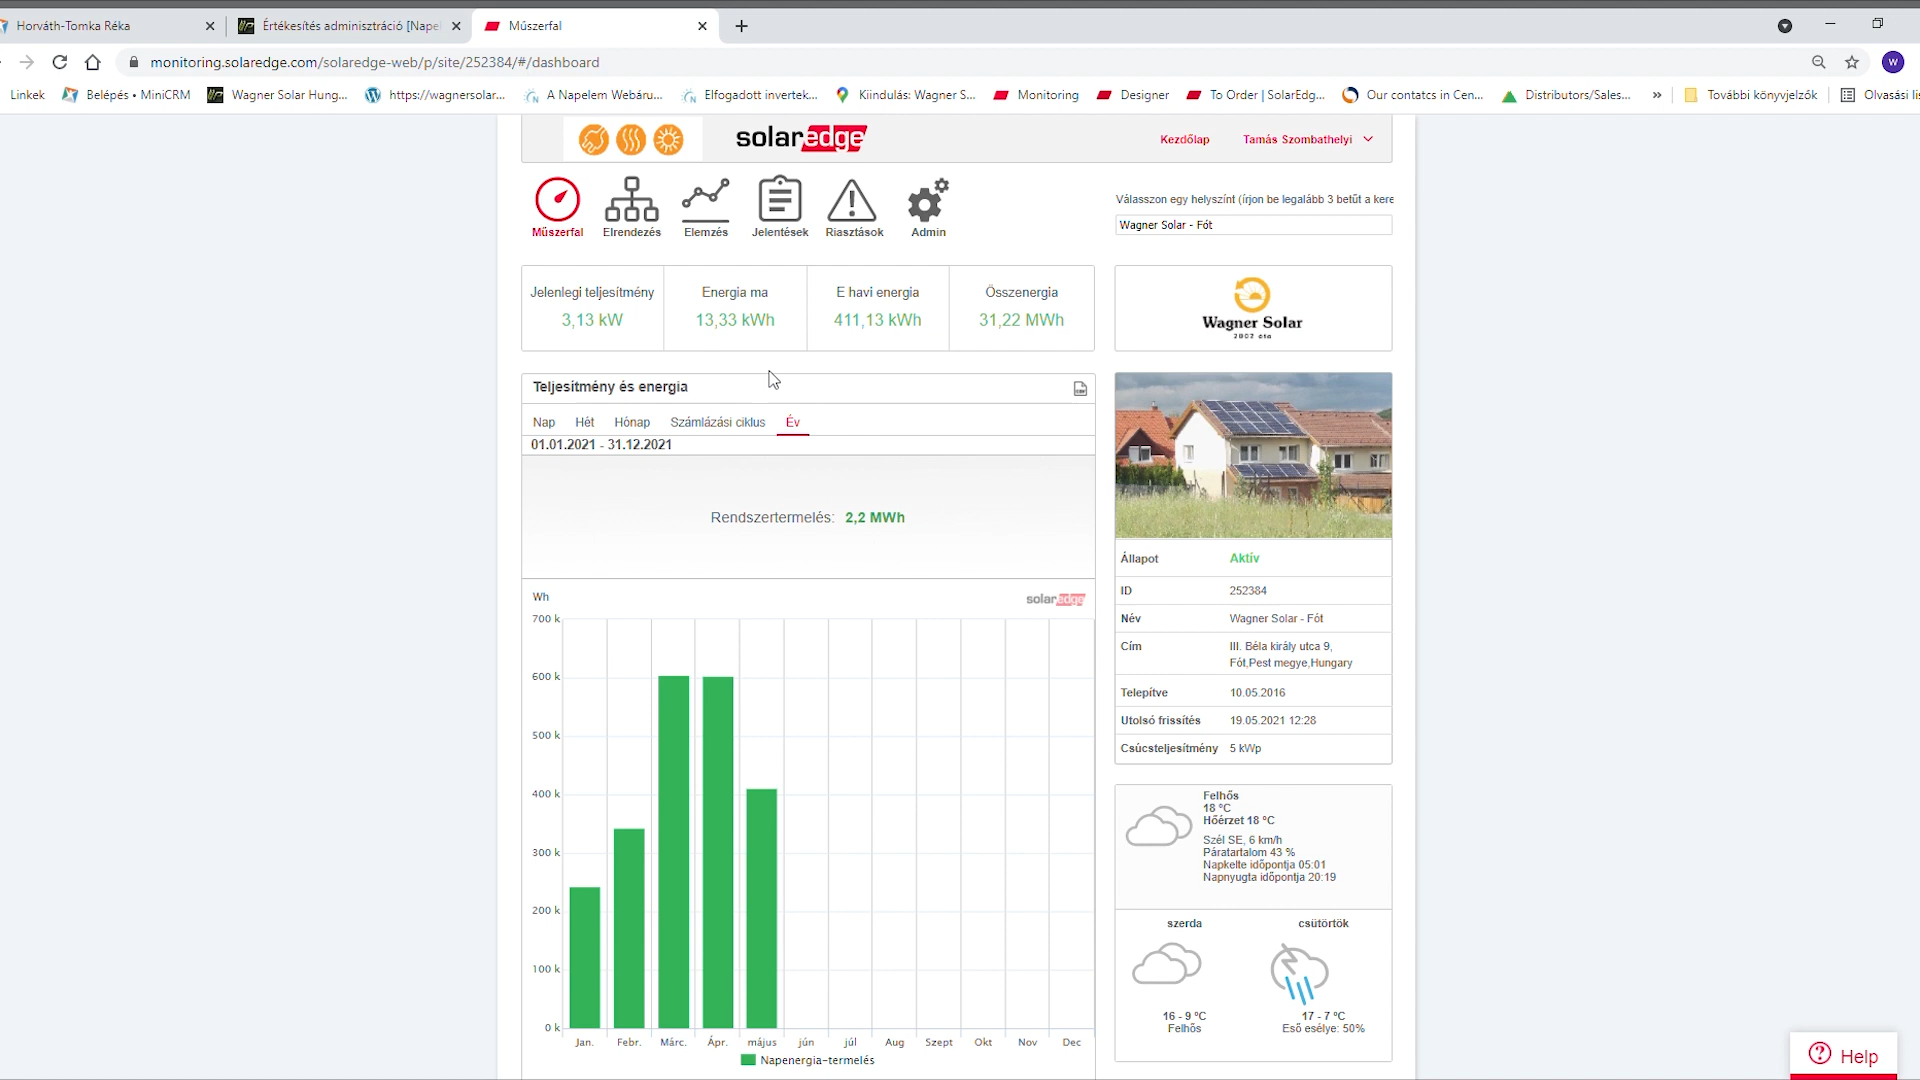 Horváth-Tomka Réka
Értékesítés adminisztráció [Nape
Műszerfal
monitoring.solaredge.com/solaredge-web/p/site/252384/#/dashboard
W
Linkek
Belépés • MiniCRM
Wagner Solar Hung...
https://wagnersolar...
A Napelem Webáru...
Elfogadott invertek...
Kiindulás: Wagner S...
Monitoring
Designer
To Order | SolarEdg...
Our contatcs in Cen...
Distributors/Sales...
»
További könyvjelzők
Olvasási lis
solaredge
Kezdőlap
Tamás Szombathelyi
Műszerfal
Elrendezés
Elemzés
Jelentések
Riasztások
Admin
Válasszon egy helyszínt (írjon be legalább 3 betűt a kere
Wagner Solar - Fót
Jelenlegi teljesítmény
3,13 kW
Energia ma
13,33 kWh
E havi energia
411,13 kWh
Összenergia
31,22 MWh
Wagner Solar
2002 óta
Teljesítmény és energia
Nap
Hét
Hónap
Számlázási ciklus
Év
01.01.2021 - 31.12.2021
Rendszertermelés: 2,2 MWh
Wh
solaredge
700 k
600 k
500 k
400 k
300 k
200 k
100 k
0 k
Jan.
Febr.
Márc.
Ápr.
május
jún
júl
Aug
Szept
Okt
Nov
Dec
Napenergia-termelés
Állapot Aktív
ID 252384
Név Wagner Solar - Fót
Cím III. Béla király utca 9,
Fót,Pest megye,Hungary
Telepítve 10.05.2016
Utolsó frissítés 19.05.2021 12:28
Csúcsteljesítmény 5 kWp
Felhős
18 °C
Hőérzet 18 °C
Szél SE, 6 km/h
Páratartalom 43 %
Napkelte időpontja 05:01
Napnyugta időpontja 20:19
szerda
16 - 9 °C
Felhős
csütörtök
17 - 7 °C
Eső esélye: 50%
Help